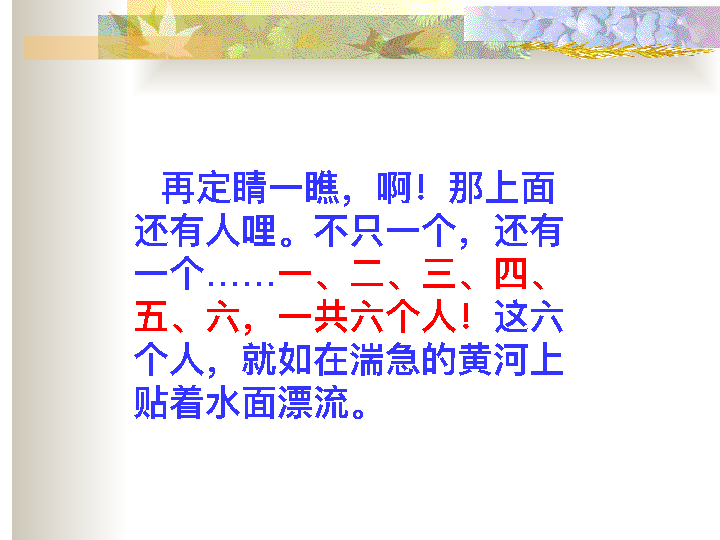 再定睛一瞧，啊！那上面
还有人哩。不只一个，还有
一个……一、二、三、四、
五、六，一共六个人！这六
个人，就如在湍急的黄河上
贴着水面漂流。